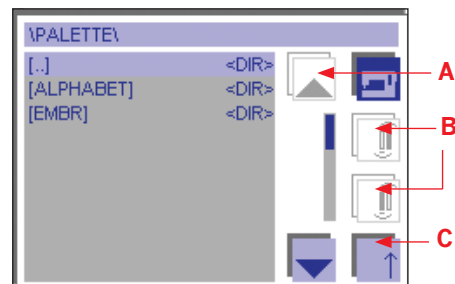 \PALETTE\
[..] <DIR>
[ALPHABET] <DIR>
[EMBR] <DIR>
A
B
C